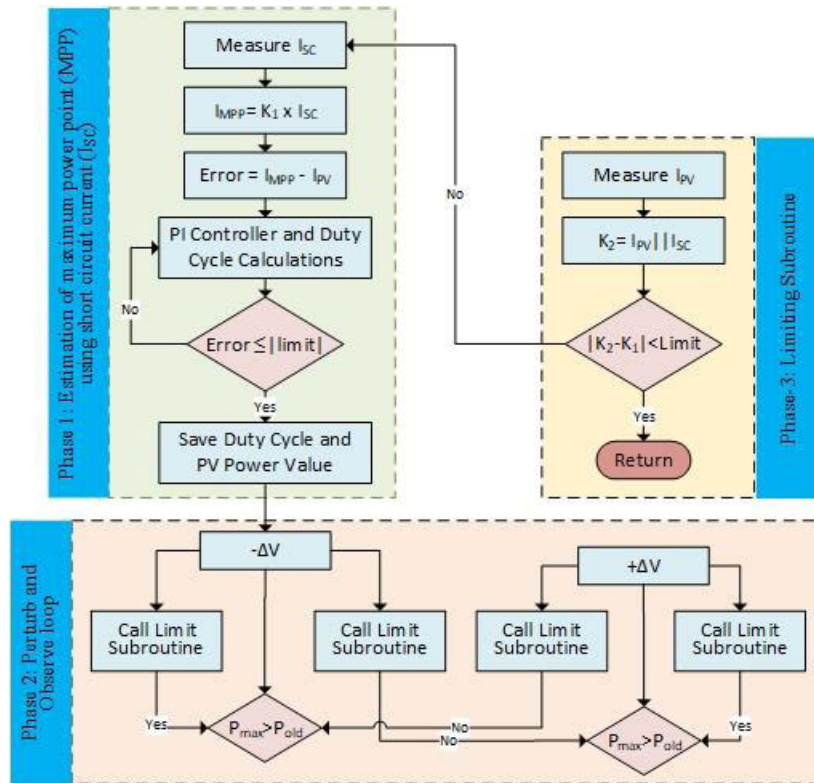 Phase 1: Estimation of maximum power point (MPP)
using short circuit current (ISC)
Measure ISC
IMPP = K1 x ISC
Error = IMPP - IPV
PI Controller and Duty
Cycle Calculations
No
Error ≤ |limit|
Yes
Save Duty Cycle and
PV Power Value
No
Measure IPV
K2 = IPV || ISC
|K2-K1|<Limit
Yes
Return
Phase-3: Limiting Subroutine
Phase 2: Perturb and
Observe loop
-ΔV
+ΔV
Call Limit
Subroutine
Call Limit
Subroutine
Call Limit
Subroutine
Call Limit
Subroutine
Yes
Pmax>Pold
No
No
Pmax>Pold
Yes